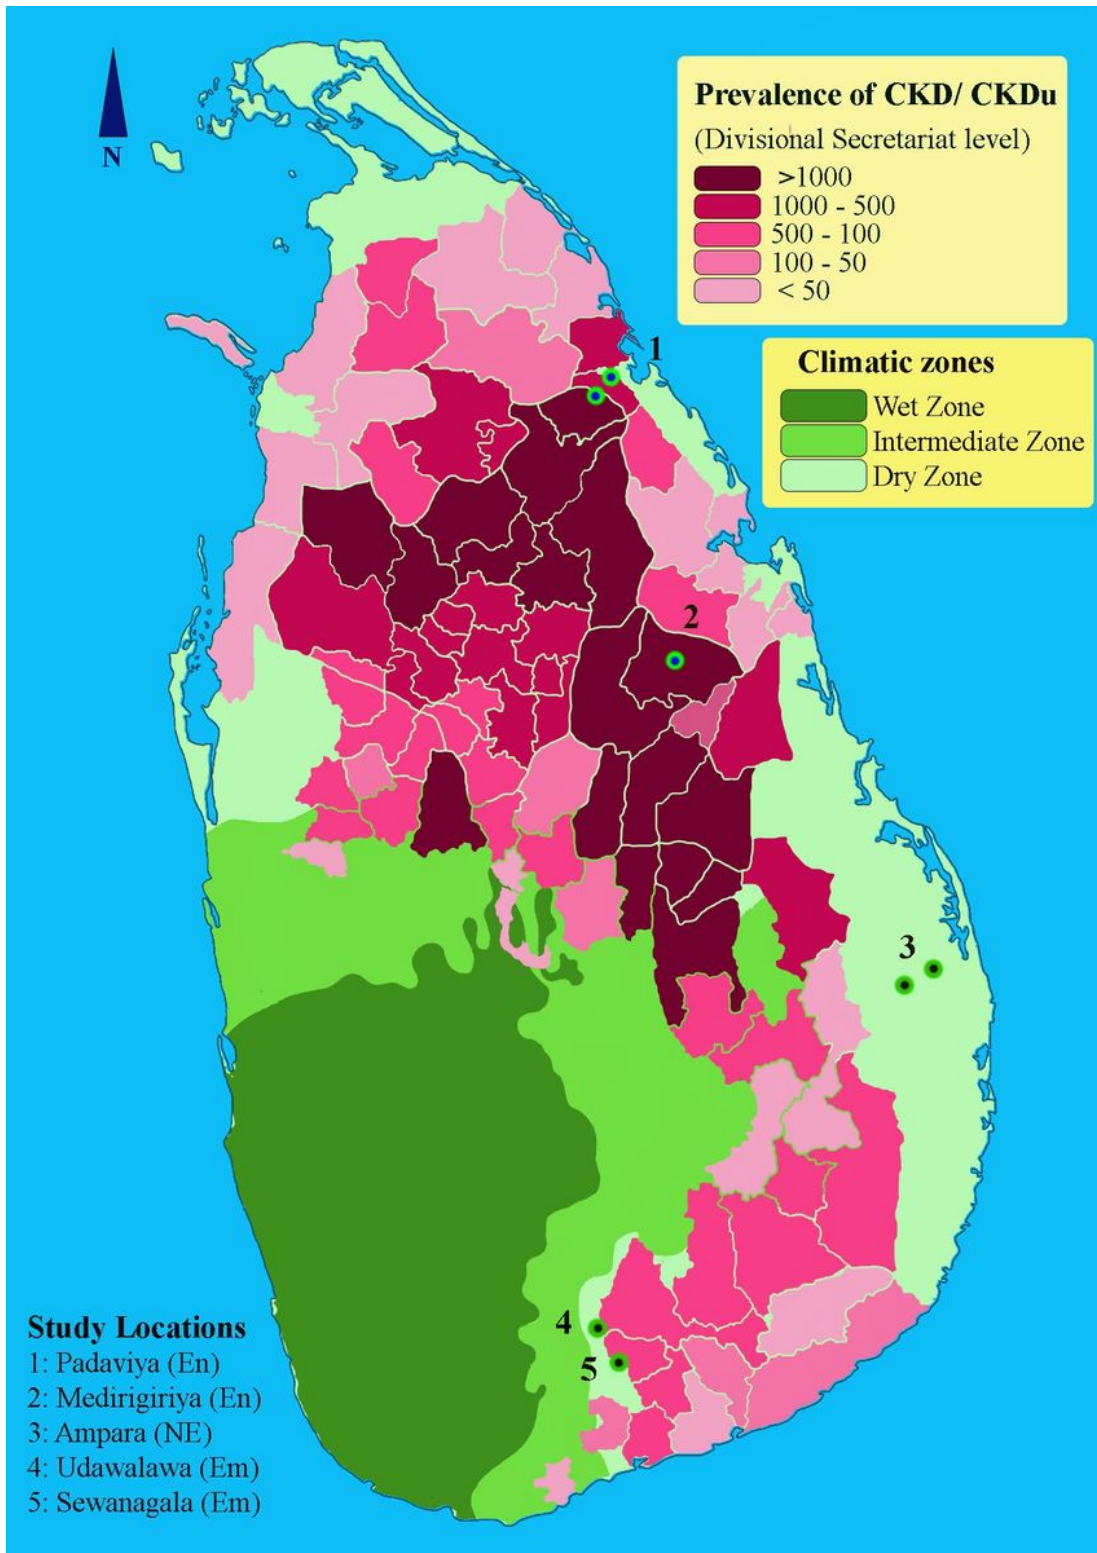 N
Prevalence of CKD/ CKDu
(Divisional Secretariat level)
>1000
1000 - 500
500 - 100
100 - 50
< 50
1
Climatic zones
Wet Zone
Intermediate Zone
Dry Zone
2
3
4
5
Study Locations
1: Padaviya (En)
2: Medirigiriya (En)
3: Ampara (NE)
4: Udawalawa (Em)
5: Sewanagala (Em)